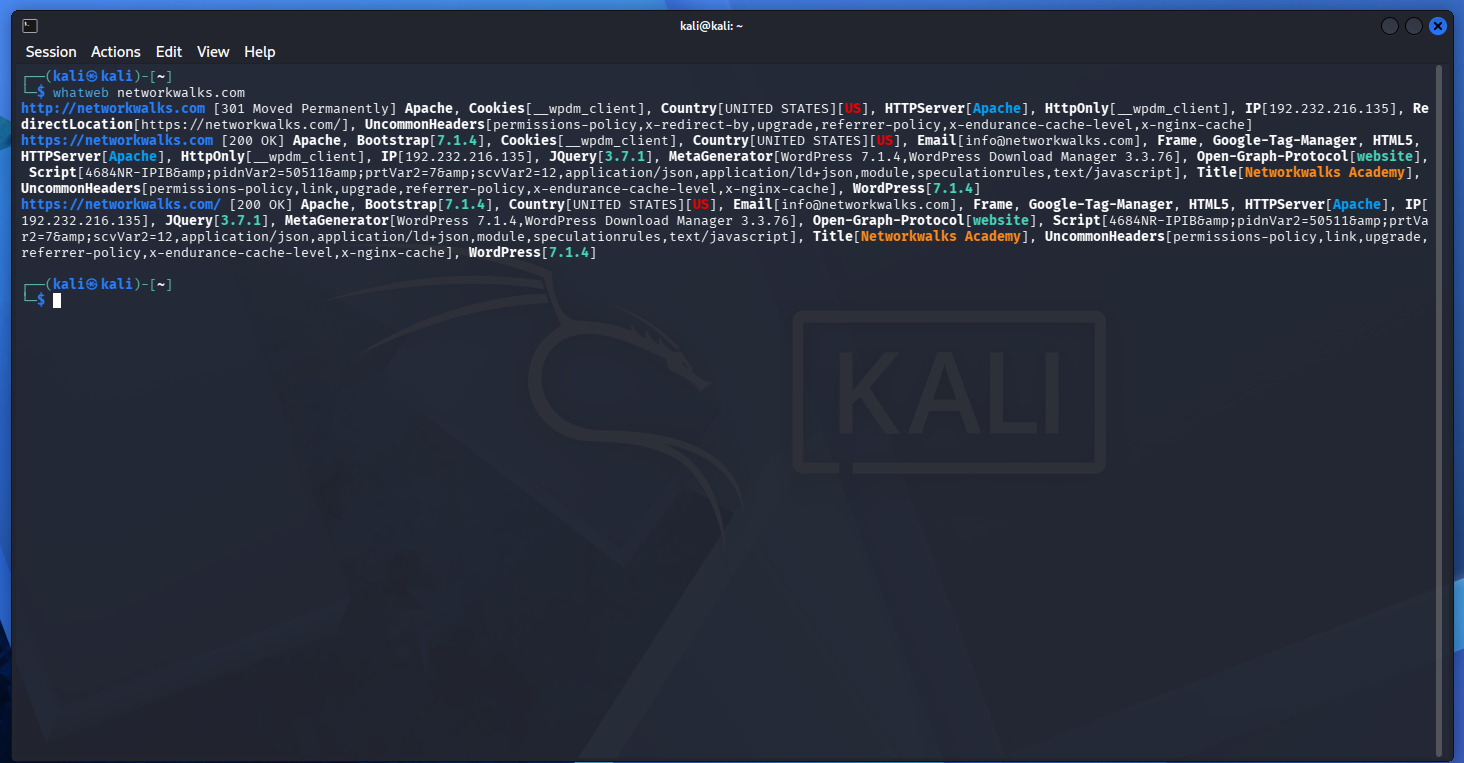 kali@kali: ~
Session Actions Edit View Help
┌──(kali㉿kali)-[~]
└─$ whatweb networkwalks.com
http://networkwalks.com [301 Moved Permanently] Apache, Cookies[__wpdm_client], Country[UNITED STATES][US], HTTPServer[Apache], HttpOnly[__wpdm_client], IP[192.232.216.135], Re
directLocation[https://networkwalks.com/], UncommonHeaders[permissions-policy,x-redirect-by,upgrade,referrer-policy,x-endurance-cache-level,x-nginx-cache]
https://networkwalks.com [200 OK] Apache, Bootstrap[7.1.4], Cookies[__wpdm_client], Country[UNITED STATES][US], Email[info@networkwalks.com], Frame, Google-Tag-Manager, HTML5,
HTTPServer[Apache], HttpOnly[__wpdm_client], IP[192.232.216.135], JQuery[3.7.1], MetaGenerator[WordPress 7.1.4,WordPress Download Manager 3.3.76], Open-Graph-Protocol[website],
Script[4684NR-IPIB&amp;pidnVar2=50511&amp;prtVar2=7&amp;scvVar2=12,application/json,application/ld+json,module,speculationrules,text/javascript], Title[Networkwalks Academy],
UncommonHeaders[permissions-policy,link,upgrade,referrer-policy,x-endurance-cache-level,x-nginx-cache], WordPress[7.1.4]
https://networkwalks.com/ [200 OK] Apache, Bootstrap[7.1.4], Country[UNITED STATES][US], Email[info@networkwalks.com], Frame, Google-Tag-Manager, HTML5, HTTPServer[Apache], IP[
192.232.216.135], JQuery[3.7.1], MetaGenerator[WordPress 7.1.4,WordPress Download Manager 3.3.76], Open-Graph-Protocol[website], Script[4684NR-IPIB&amp;pidnVar2=50511&amp;prtVa
r2=7&amp;scvVar2=12,application/json,application/ld+json,module,speculationrules,text/javascript], Title[Networkwalks Academy], UncommonHeaders[permissions-policy,link,upgrade,
referrer-policy,x-endurance-cache-level,x-nginx-cache], WordPress[7.1.4]
┌──(kali㉿kali)-[~]
└─$
KALI